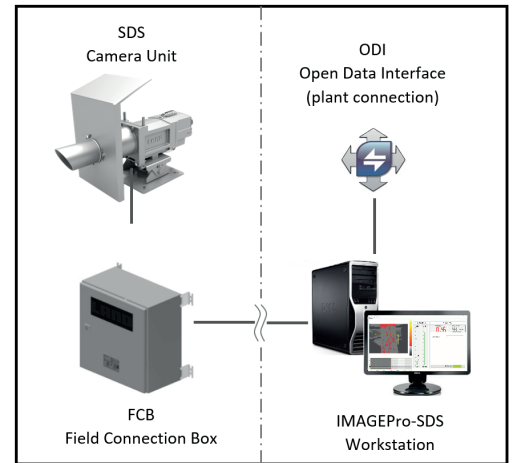 SDS
Camera Unit
ODI
Open Data Interface
(plant connection)
FCB
Field Connection Box
IMAGEPro-SDS
Workstation